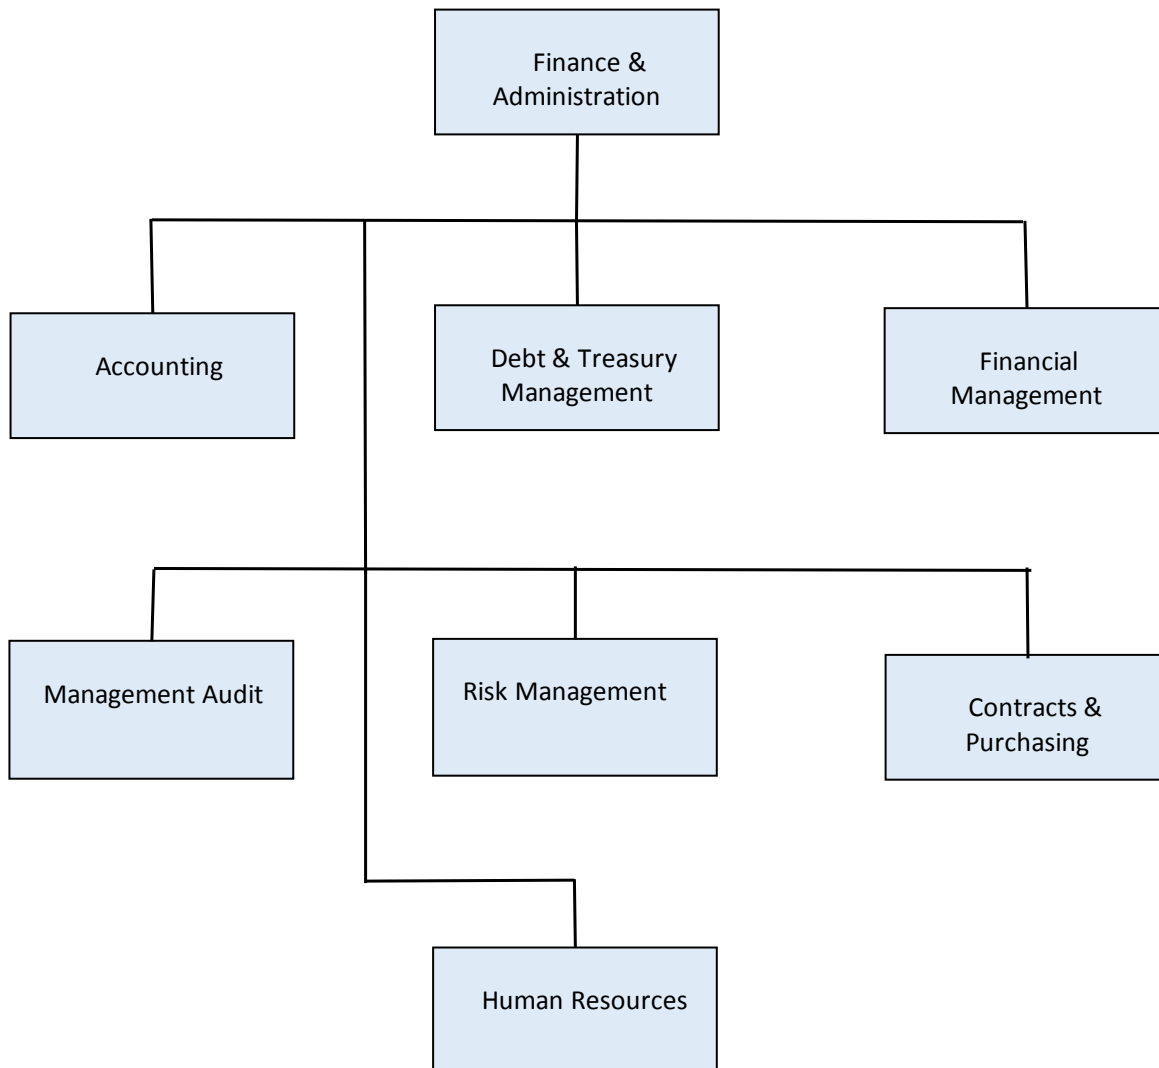 Finance &
Administration
Accounting
Debt & Treasury
Management
Financial
Management
Management Audit
Risk Management
Contracts &
Purchasing
Human Resources